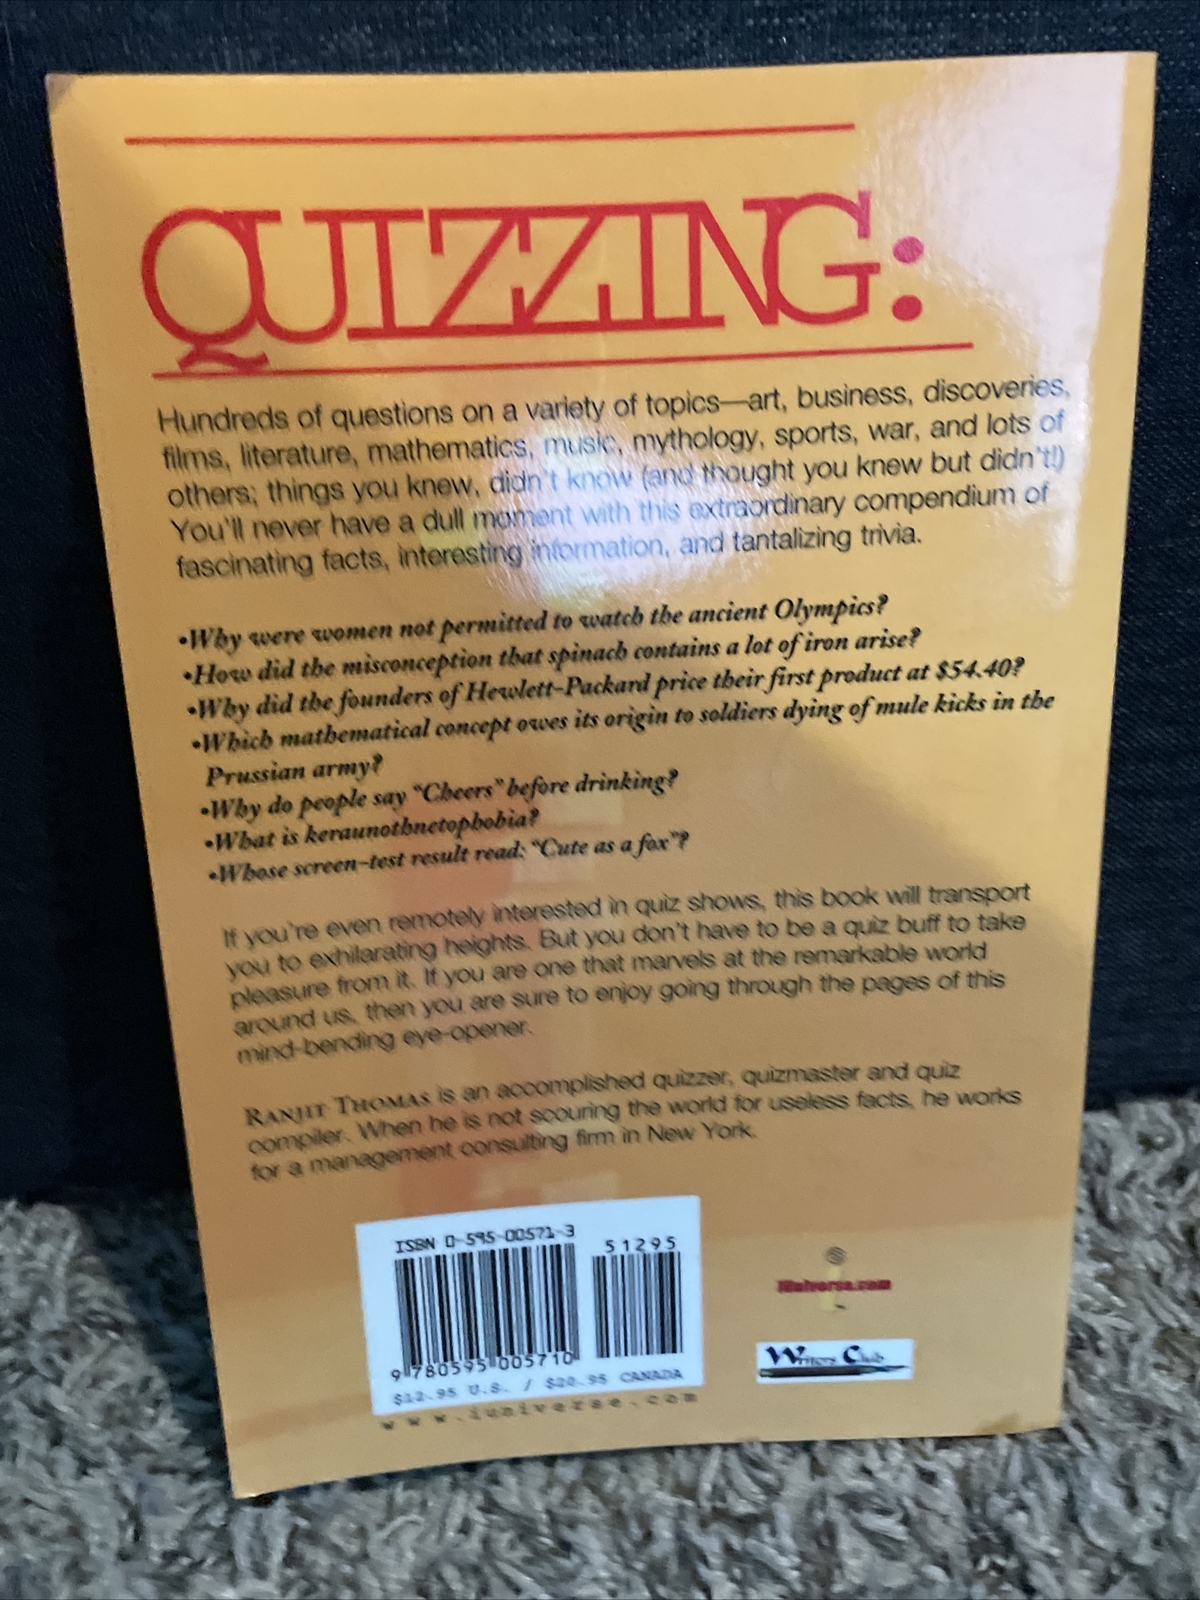 QUIZZING:
Hundreds of questions on a variety of topics—art, business, discoveries,
films, literature, mathematics, music, mythology, sports, war, and lots of
others; things you knew, didn't know (and thought you knew but didn't!)
You'll never have a dull moment with this extraordinary compendium of
fascinating facts, interesting information, and tantalizing trivia.
•Why were women not permitted to watch the ancient Olympics?
•How did the misconception that spinach contains a lot of iron arise?
•Why did the founders of Hewlett-Packard price their first product at $54.40?
•Which mathematical concept owes its origin to soldiers dying of mule kicks in the
Prussian army?
•Why do people say "Cheers" before drinking?
•What is keraunothnetophobia?
•Whose screen-test result read: "Cute as a fox"?
If you're even remotely interested in quiz shows, this book will transport
you to exhilarating heights. But you don't have to be a quiz buff to take
pleasure from it. If you are one that marvels at the remarkable world
around us, then you are sure to enjoy going through the pages of this
mind-bending eye-opener.
RANJIT THOMAS is an accomplished quizzer, quizmaster and quiz
compiler. When he is not scouring the world for useless facts, he works
for a management consulting firm in New York.
ISBN 0-595-00571-3
51295
9 780595 005710
$12.95 U.S. / $20.95 CANADA
www.iuniverse.com
iUniverse.com
Writers Club